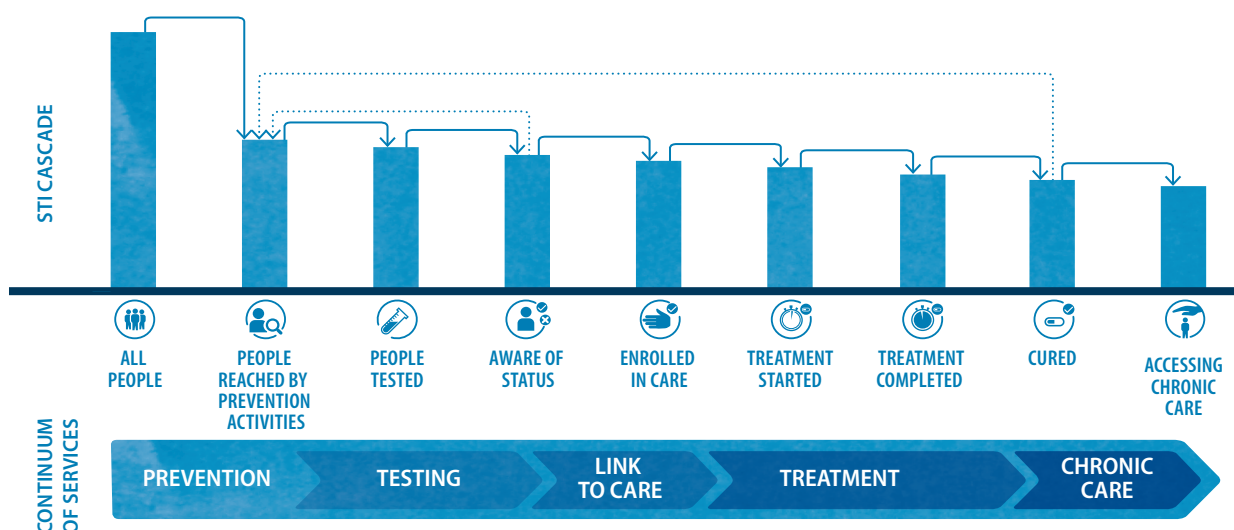 STI CASCADE
ALL
PEOPLE
PEOPLE
REACHED BY
PREVENTION
ACTIVITIES
PEOPLE
TESTED
AWARE OF
STATUS
ENROLLED
IN CARE
TREATMENT
STARTED
TREATMENT
COMPLETED
CURED
ACCESSING
CHRONIC
CARE
CONTINUUM
OF SERVICES
PREVENTION
TESTING
LINK
TO CARE
TREATMENT
CHRONIC
CARE